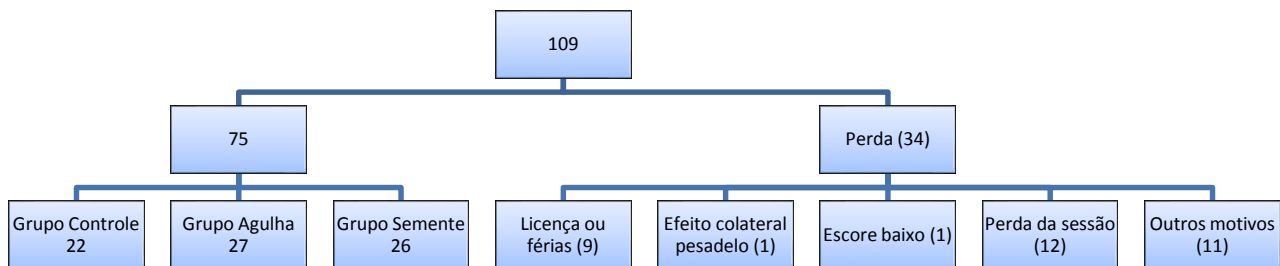 109
75
Perda (34)
Grupo Controle
22
Grupo Agulha
27
Grupo Semente
26
Licença ou
férias (9)
Efeito colateral
pesadelo (1)
Escore baixo (1)
Perda da sessão
(12)
Outros motivos
(11)